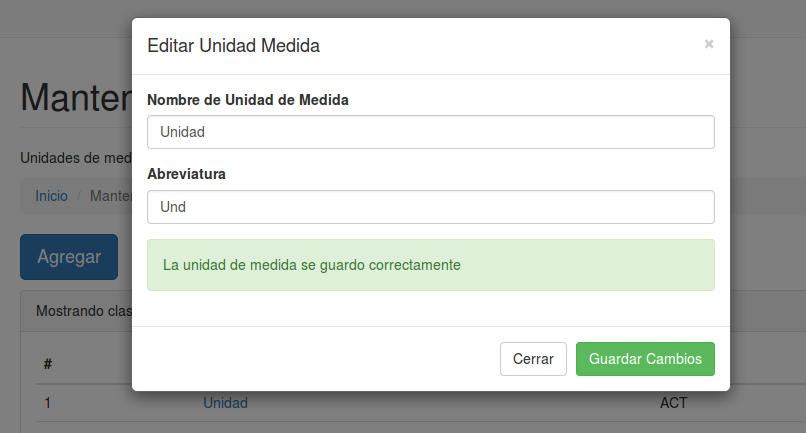 Editar Unidad Medida
×
Manten
Nombre de Unidad de Medida
Unidad
Unidades de med
Abreviatura
Inicio / Manten
Und
Agregar
La unidad de medida se guardo correctamente
Mostrando clas
Cerrar
Guardar Cambios
#
1 Unidad ACT